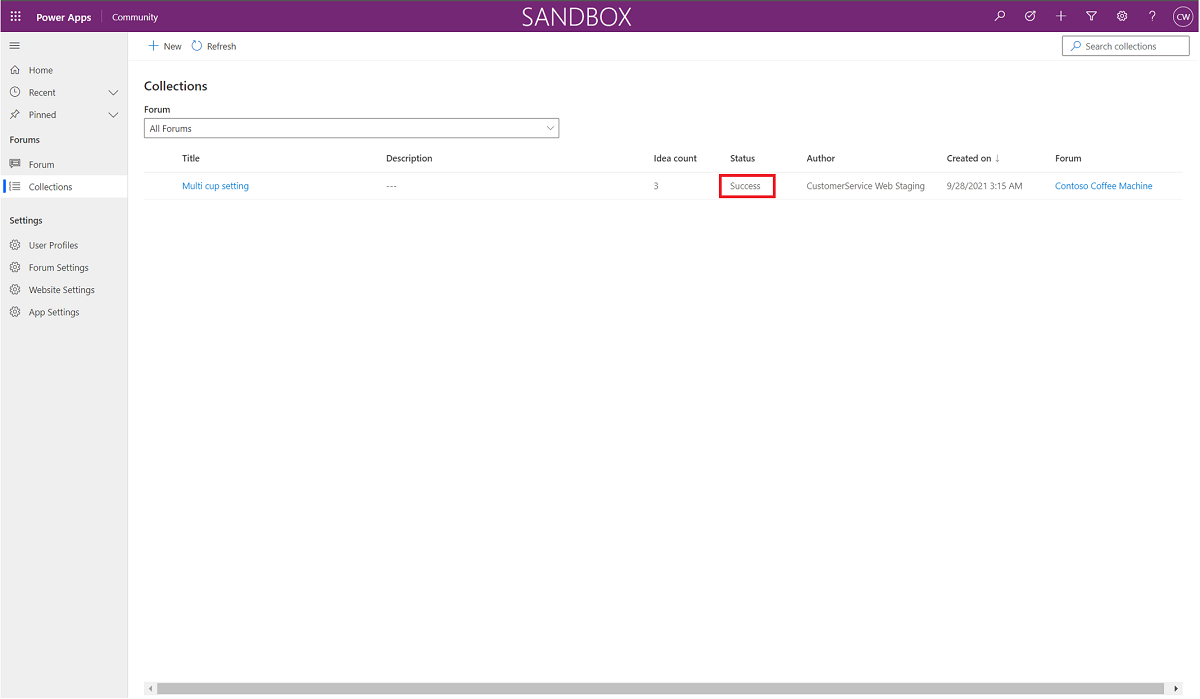 Power Apps Community SANDBOX ? CW
New Refresh Search collections
Home
Recent
Pinned
Forums
Forum
Collections
Settings
User Profiles
Forum Settings
Website Settings
App Settings
Collections
Forum
All Forums
Title Description Idea count Status Author Created on ↓ Forum
Multi cup setting --- 3 Success CustomerService Web Staging 9/28/2021 3:15 AM Contoso Coffee Machine